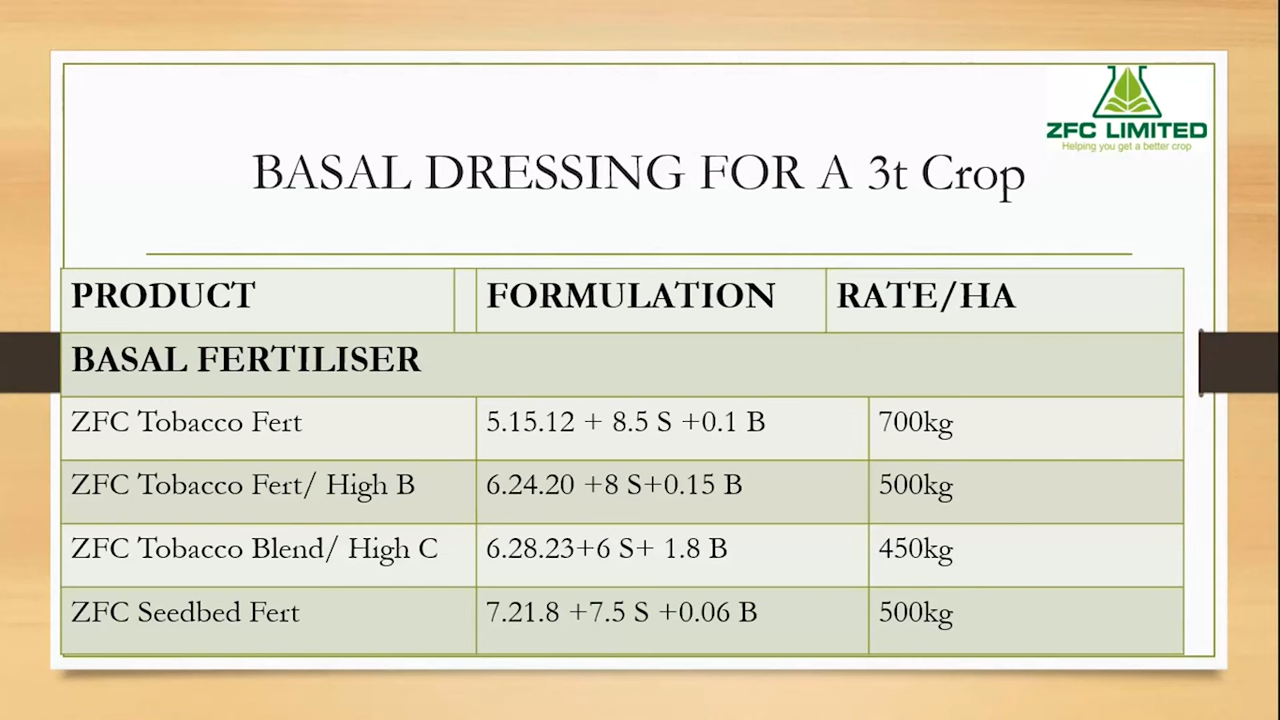 ZFC LIMITED
Helping you get a better crop
BASAL DRESSING FOR A 3t Crop
PRODUCT FORMULATION RATE/HA
BASAL FERTILISER
ZFC Tobacco Fert 5.15.12 + 8.5 S +0.1 B 700kg
ZFC Tobacco Fert/ High B 6.24.20 +8 S+0.15 B 500kg
ZFC Tobacco Blend/ High C 6.28.23+6 S+ 1.8 B 450kg
ZFC Seedbed Fert 7.21.8 +7.5 S +0.06 B 500kg